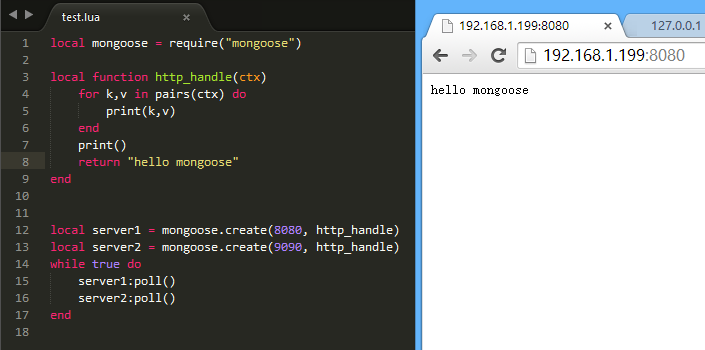 test.lua
1 local mongoose = require("mongoose")
2
3 local function http_handle(ctx)
4     for k,v in pairs(ctx) do
5         print(k,v)
6     end
7     print()
8     return "hello mongoose"
9 end
10
11
12 local server1 = mongoose.create(8080, http_handle)
13 local server2 = mongoose.create(9090, http_handle)
14 while true do
15     server1:poll()
16     server2:poll()
17 end
18
192.168.1.199:8080
127.0.0.1
192.168.1.199:8080
hello mongoose